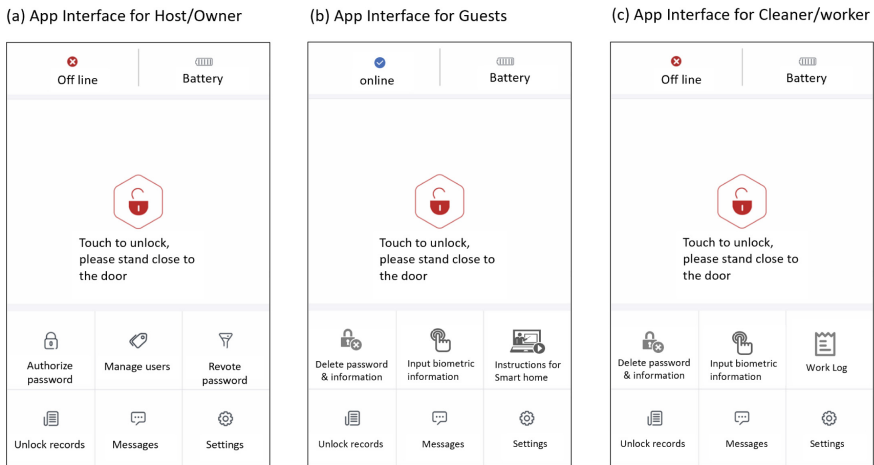 (a) App Interface for Host/Owner
Off line
Battery
Touch to unlock,
please stand close to
the door
Authorize
password
Manage users
Revote
password
Unlock records
Messages
Settings
(b) App Interface for Guests
online
Battery
Touch to unlock,
please stand close to
the door
Delete password
& information
Input biometric
information
Instructions for
Smart home
Unlock records
Messages
Settings
(c) App Interface for Cleaner/worker
Off line
Battery
Touch to unlock,
please stand close to
the door
Delete password
& information
Input biometric
information
Work Log
Unlock records
Messages
Settings